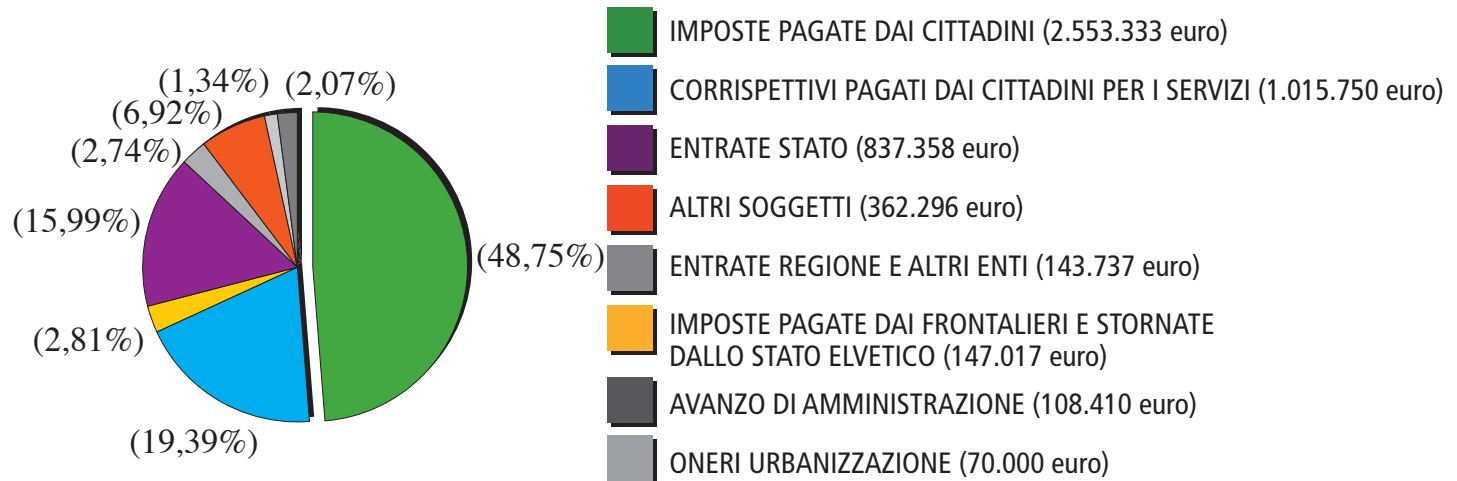 (1,34%)
(2,07%)
(6,92%)
(2,74%)
(15,99%)
(48,75%)
(2,81%)
(19,39%)
IMPOSTE PAGATE DAI CITTADINI (2.553.333 euro)
CORRISPETTIVI PAGATI DAI CITTADINI PER I SERVIZI (1.015.750 euro)
ENTRATE STATO (837.358 euro)
ALTRI SOGGETTI (362.296 euro)
ENTRATE REGIONE E ALTRI ENTI (143.737 euro)
IMPOSTE PAGATE DAI FRONTALIERI E STORNATE
DALLO STATO ELVETICO (147.017 euro)
AVANZO DI AMMINISTRAZIONE (108.410 euro)
ONERI URBANIZZAZIONE (70.000 euro)